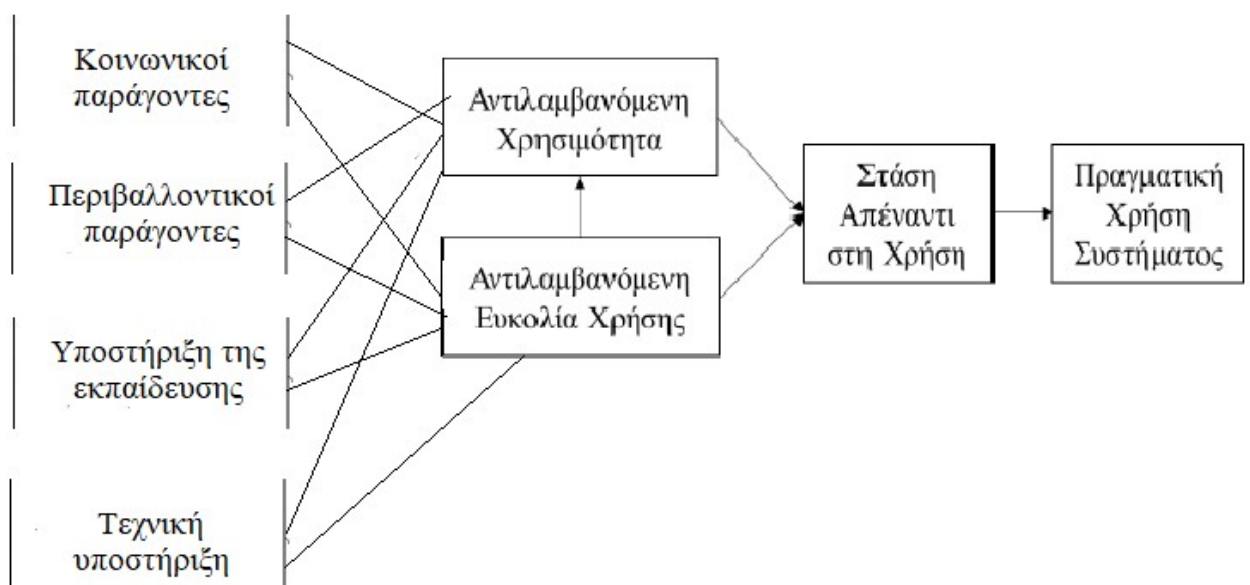 Κοινωνικοί
παράγοντες
Περιβαλλοντικοί
παράγοντες
Υποστήριξη της
εκπαίδευσης
Τεχνική
υποστήριξη
Αντιλαμβανόμενη
Χρησιμότητα
Αντιλαμβανόμενη
Ευκολία Χρήσης
Στάση
Απέναντι
στη Χρήση
Πραγματική
Χρήση
Συστήματος